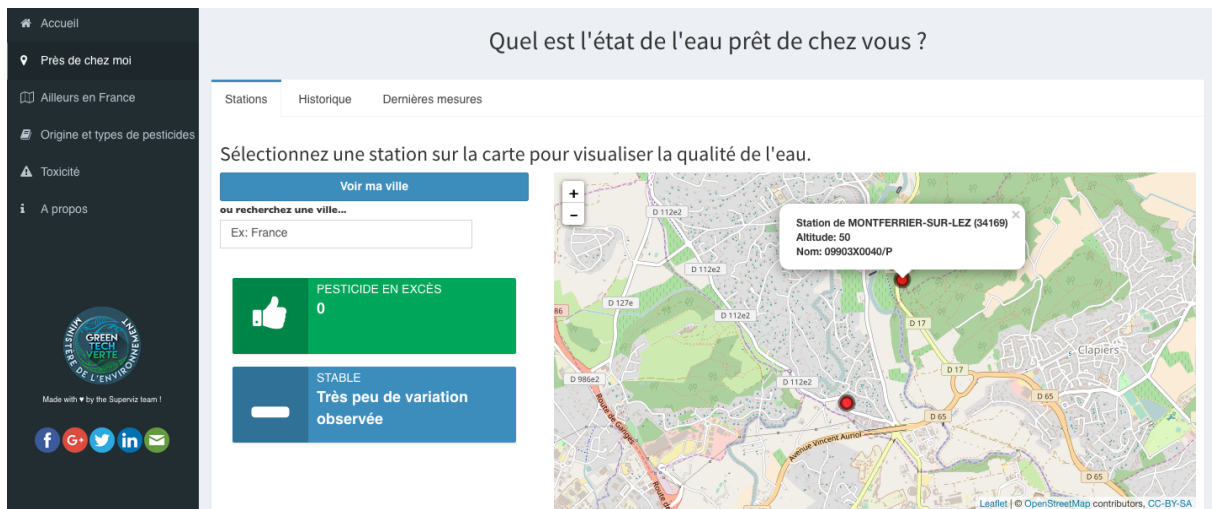 Accueil
Près de chez moi
Ailleurs en France
Origine et types de pesticides
Toxicité
i A propos
MINISTÈRE DE L'ENVIRONNEMENT
GREEN
TECH
VERTE
Made with ♥ by the Superviz team !
Quel est l'état de l'eau prêt de chez vous ?
Stations Historique Dernières mesures
Sélectionnez une station sur la carte pour visualiser la qualité de l'eau.
Voir ma ville
ou recherchez une ville...
Ex: France
PESTICIDE EN EXCÈS
0
STABLE
Très peu de variation
observée
+
-
Station de MONTFERRIER-SUR-LEZ (34169) ×
Altitude: 50
Nom: 09903X0040/P
D 112e2
D 112e2
D 127e
86
D 112e2
D 17
Clapiers
D 17
D 986e2
D 112e2
D 65
D 65
Route de Ganges
Avenue Vincent Auriol
D 65
Leaflet | © OpenStreetMap contributors, CC-BY-SA